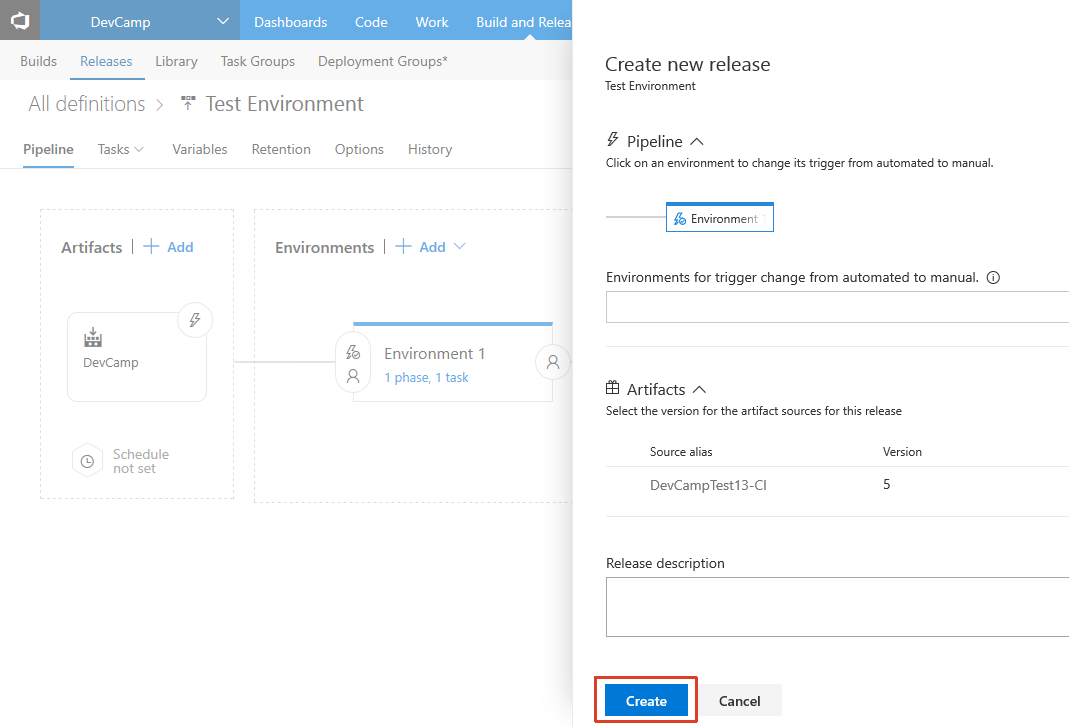 DevCamp
Dashboards Code Work Build and Relea
Builds Releases Library Task Groups Deployment Groups*
All definitions > Test Environment
Pipeline Tasks Variables Retention Options History
Artifacts | + Add
Environments | + Add
DevCamp
Environment 1
1 phase, 1 task
Schedule
not set
Create new release
Test Environment
Pipeline
Click on an environment to change its trigger from automated to manual.
Environment 1
Environments for trigger change from automated to manual.
Artifacts
Select the version for the artifact sources for this release
Source alias Version
DevCampTest13-CI 5
Release description
Create Cancel